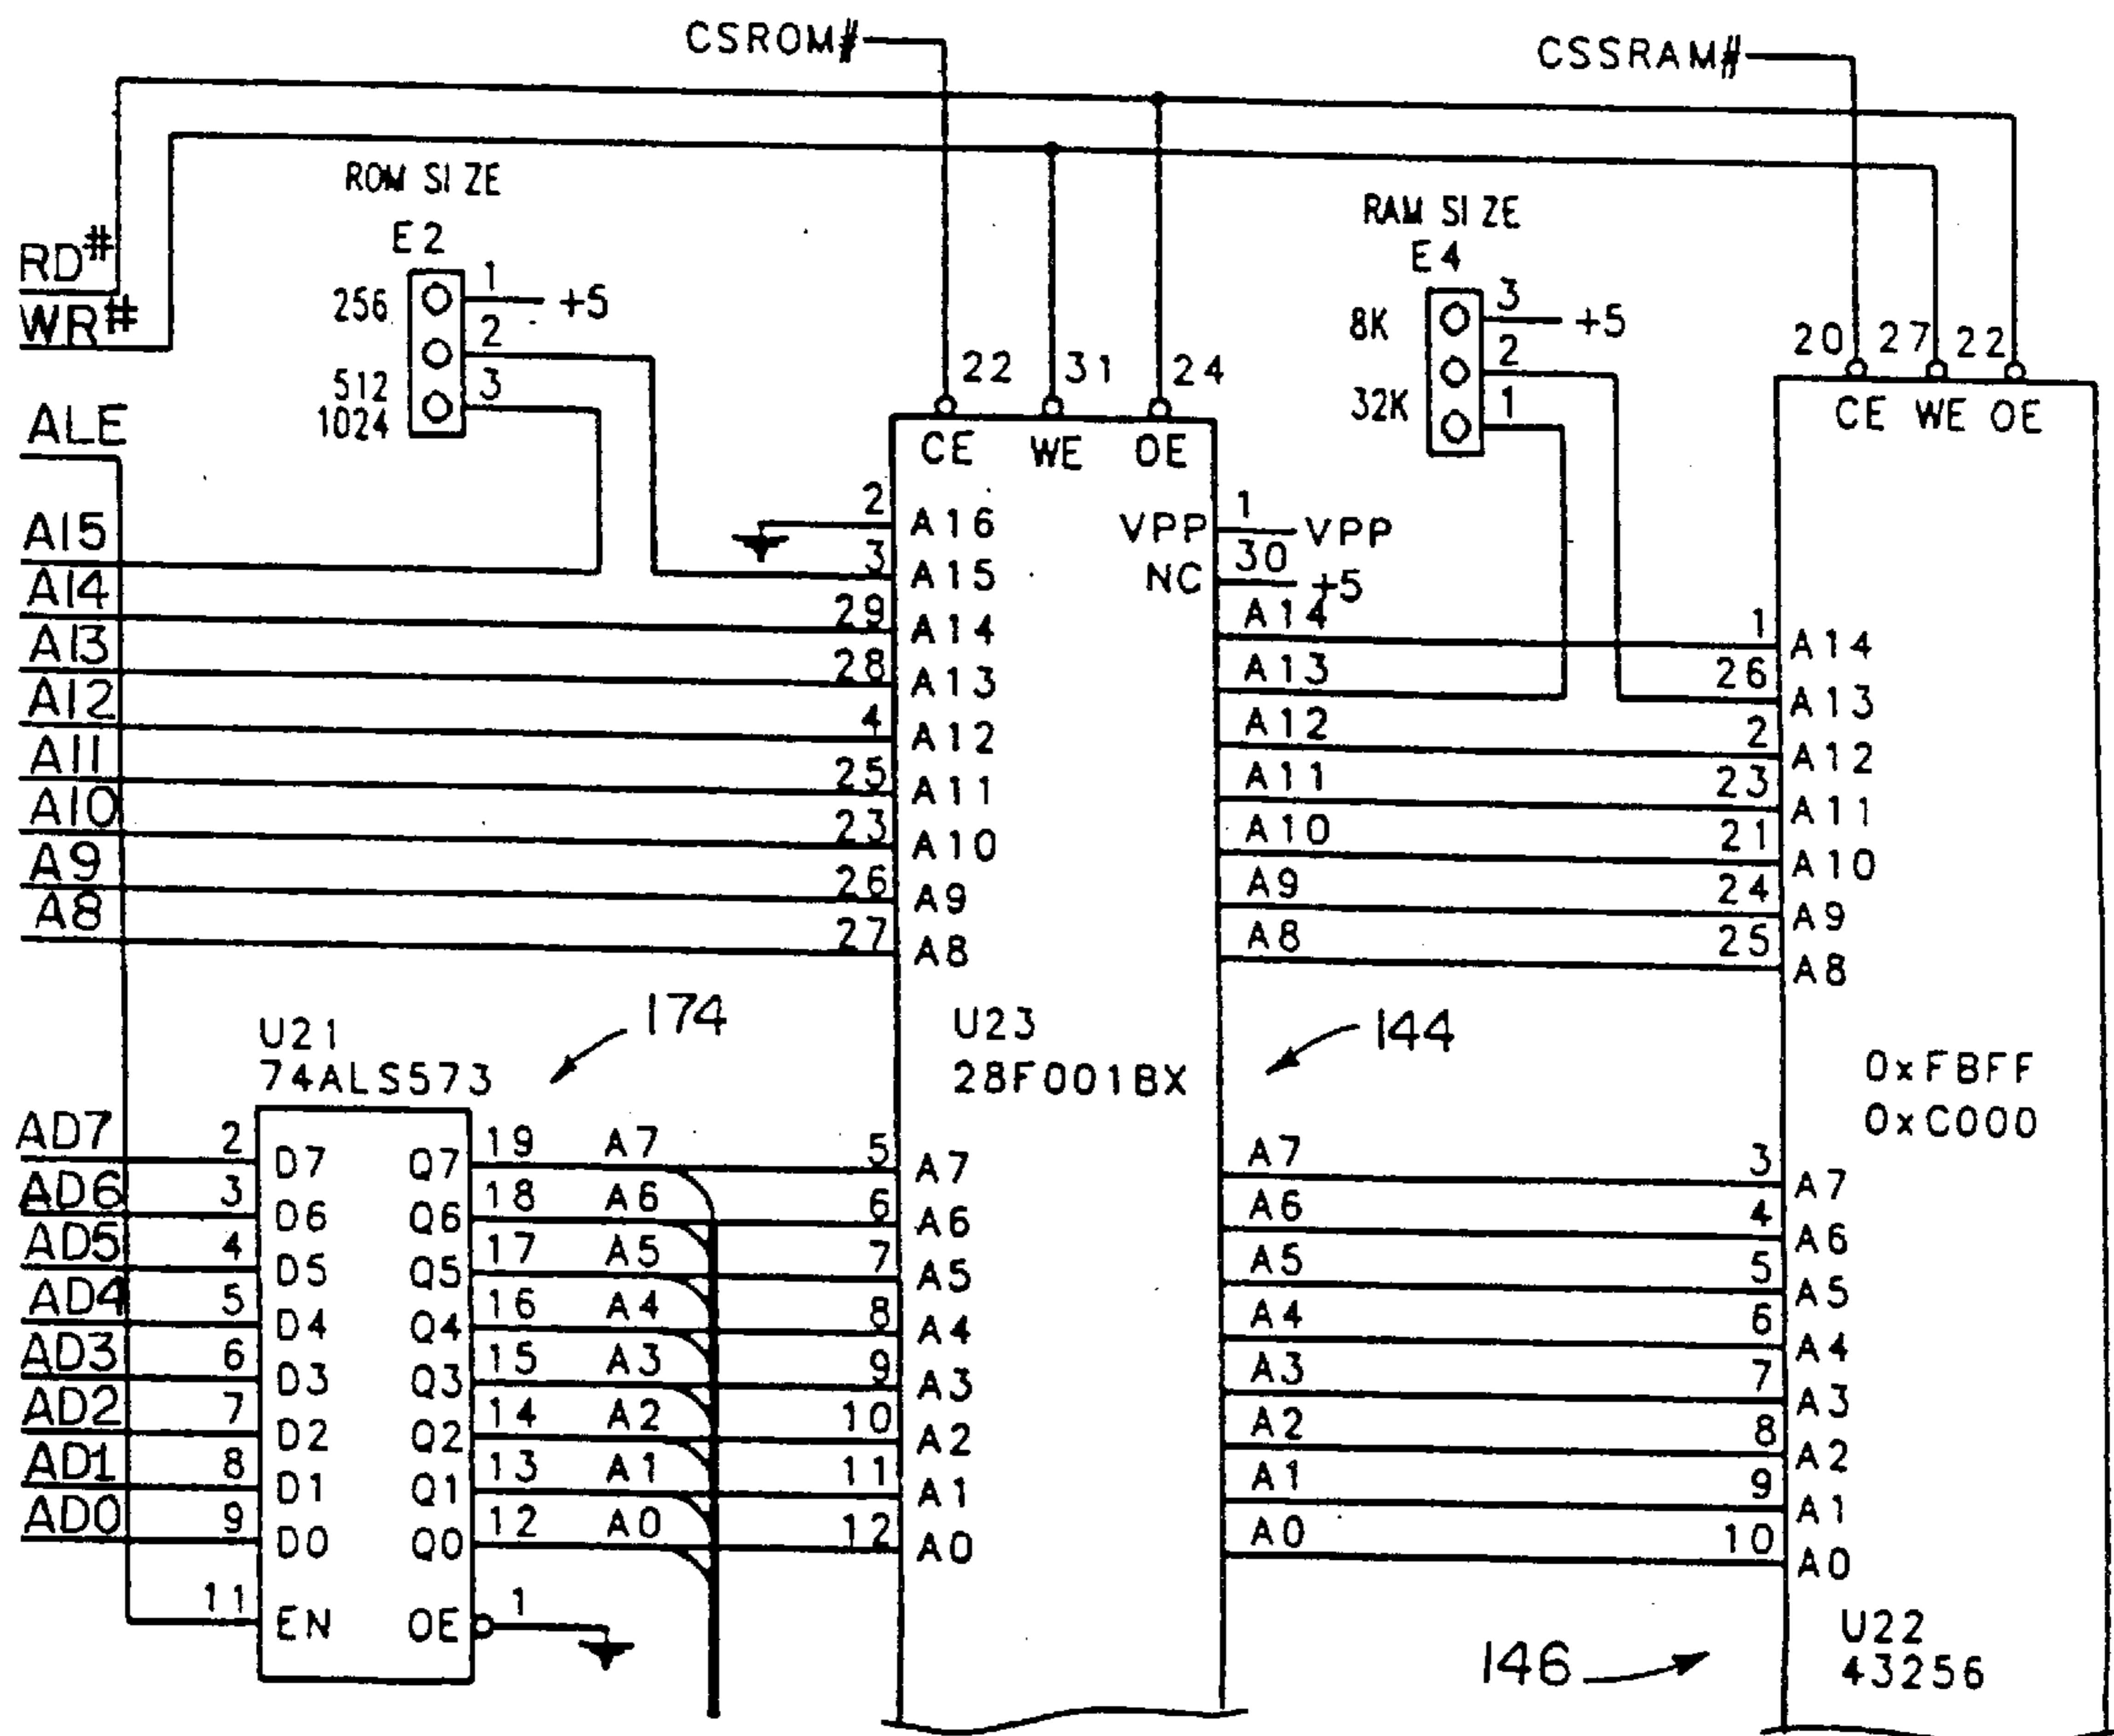 CSROM#
CSSRAM#
ROM SIZE
E2
256
512
1024
1
2
3
+5
RAM SIZE
E4
8K
32K
3
2
1
+5
RD#
WR#
ALE
A15
A14
A13
A12
A11
A10
A9
A8
22
31
24
CE
WE
OE
2
3
29
28
4
25
23
26
27
A16
A15
A14
A13
A12
A11
A10
A9
A8
VPP
1
VPP
NC
30
+5
A14
A13
A12
A11
A10
A9
A8
20
27
22
CE
WE
OE
1
26
2
23
21
24
25
A14
A13
A12
A11
A10
A9
A8
U21
74ALS573
174
U23
28F001BX
144
0xFBFF
0xC000
AD7
AD6
AD5
AD4
AD3
AD2
AD1
AD0
2
3
4
5
6
7
8
9
11
D7
D6
D5
D4
D3
D2
D1
D0
EN
Q7
Q6
Q5
Q4
Q3
Q2
Q1
Q0
OE
19
18
17
16
15
14
13
12
1
A7
A6
A5
A4
A3
A2
A1
A0
5
6
7
8
9
10
11
12
A7
A6
A5
A4
A3
A2
A1
A0
A7
A6
A5
A4
A3
A2
A1
A0
3
4
5
6
7
8
9
10
A7
A6
A5
A4
A3
A2
A1
A0
146
U22
43256